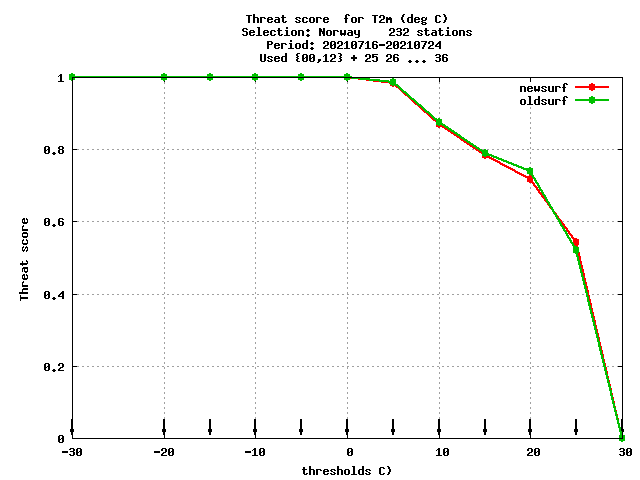 Threat score  for T2m (deg C)
Selection: Norway    232 stations
Period: 20210716-20210724
Used {00,12} + 25 26 ... 36
newsurf
oldsurf
Threat score
1
0.8
0.6
0.4
0.2
0
-30
-20
-10
0
10
20
30
thresholds C)